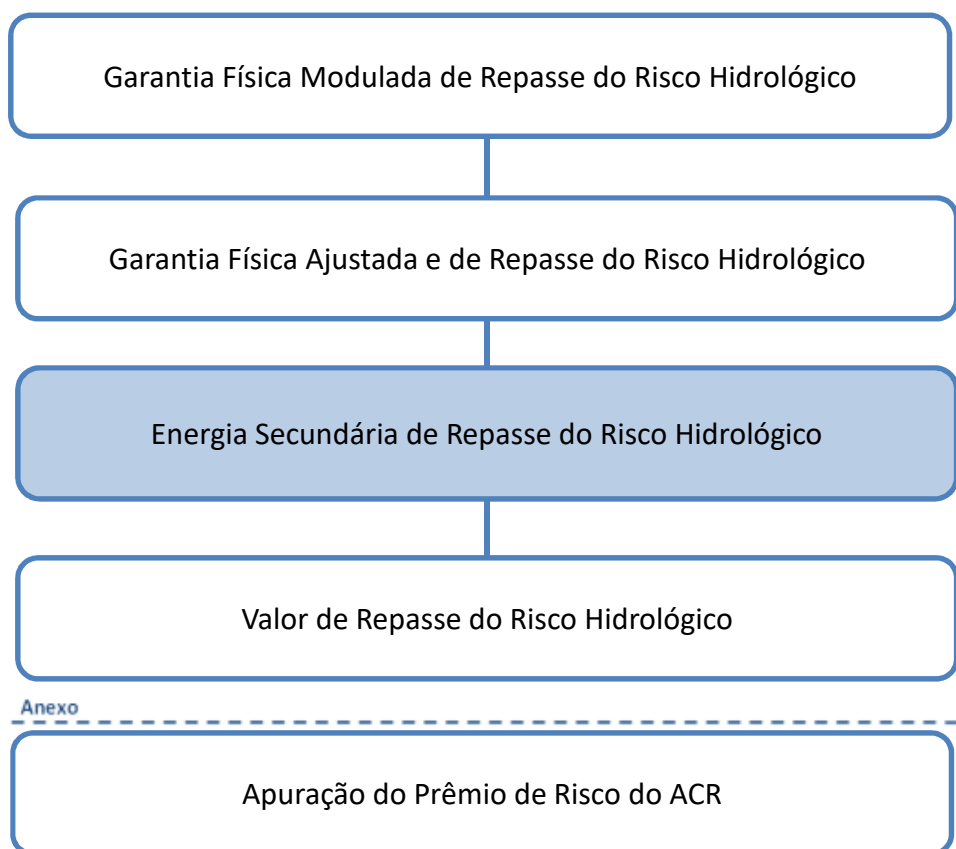 Garantia Física Modulada de Repasse do Risco Hidrológico
Garantia Física Ajustada e de Repasse do Risco Hidrológico
Energia Secundária de Repasse do Risco Hidrológico
Valor de Repasse do Risco Hidrológico
Anexo
Apuração do Prêmio de Risco do ACR